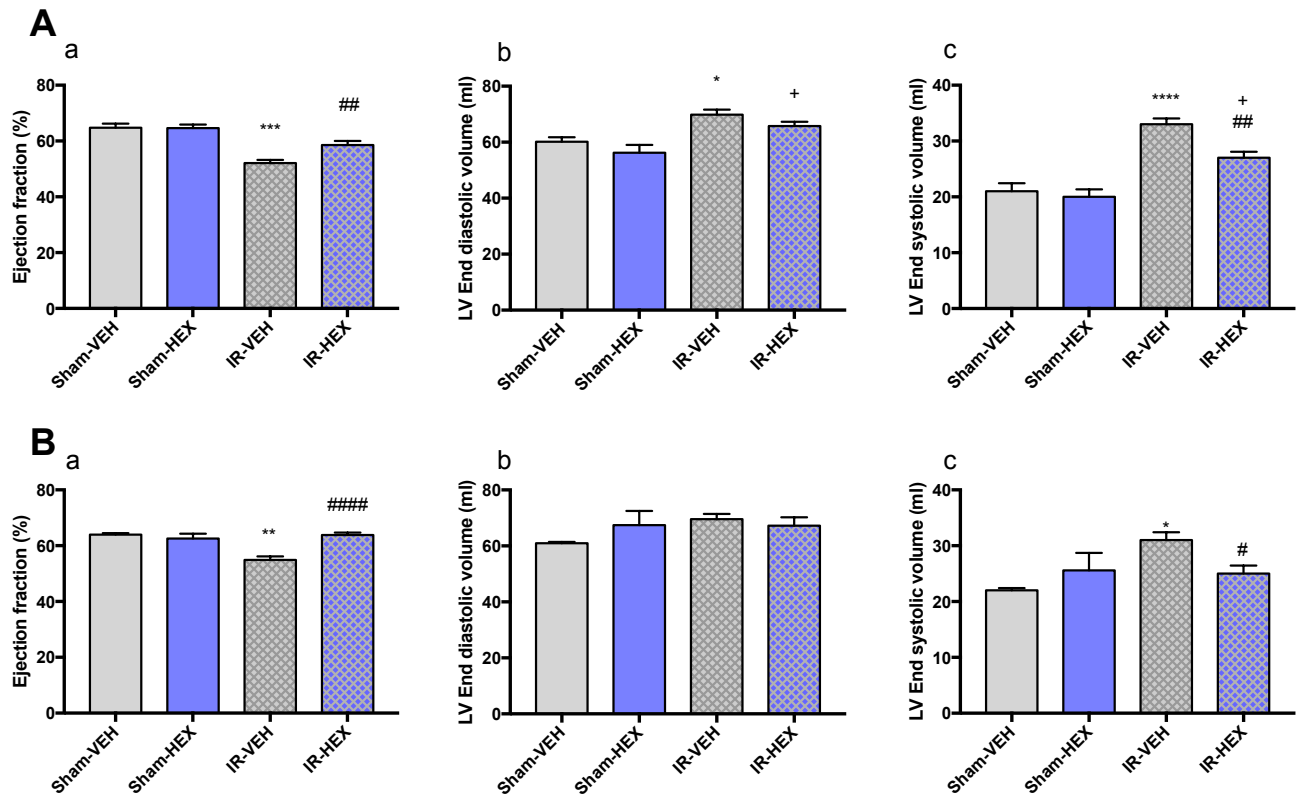 A
a
Ejection fraction (%)
80
60
40
20
0
***
##
Sham-VEH
Sham-HEX
IR-VEH
IR-HEX
b
LV End diastolic volume (ml)
80
60
40
20
0
*
+
Sham-VEH
Sham-HEX
IR-VEH
IR-HEX
c
LV End systolic volume (ml)
40
30
20
10
0
****
+
##
Sham-VEH
Sham-HEX
IR-VEH
IR-HEX
B
a
Ejection fraction (%)
80
60
40
20
0
**
####
Sham-VEH
Sham-HEX
IR-VEH
IR-HEX
b
LV End diastolic volume (ml)
80
60
40
20
0
Sham-VEH
Sham-HEX
IR-VEH
IR-HEX
c
LV End systolic volume (ml)
40
30
20
10
0
*
#
Sham-VEH
Sham-HEX
IR-VEH
IR-HEX